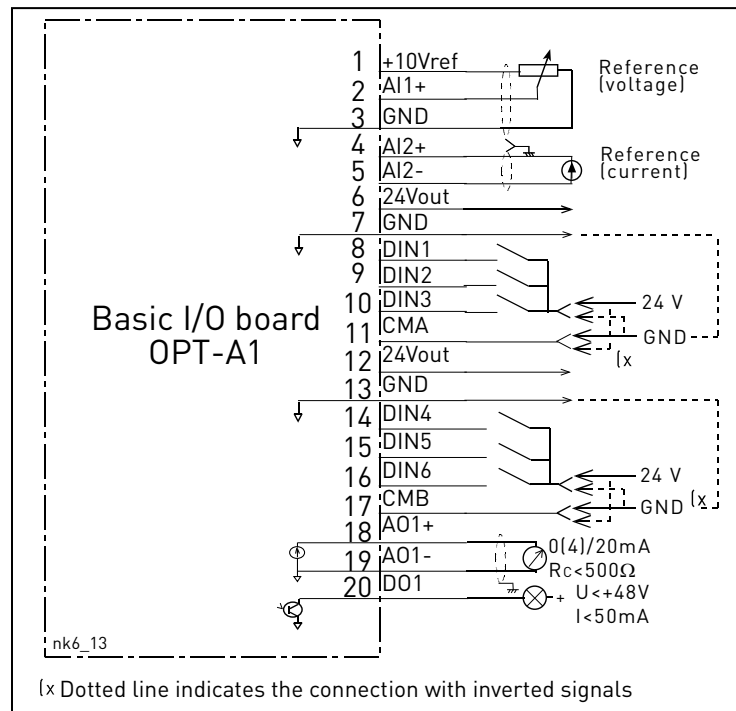 1 +10Vref
2 AI1+
3 GND
4 AI2+
5 AI2-
6 24Vout
7 GND
8 DIN1
9 DIN2
10 DIN3
11 CMA
12 24Vout
13 GND
14 DIN4
15 DIN5
16 DIN6
17 CMB
18 AO1+
19 AO1-
20 DO1
Basic I/O board
OPT-A1
Reference
(voltage)
Reference
(current)
24 V
GND
(x
24 V
GND (x
0(4)/20mA
RC<500Ω
+ U<+48V
I<50mA
nk6_13
(x Dotted line indicates the connection with inverted signals